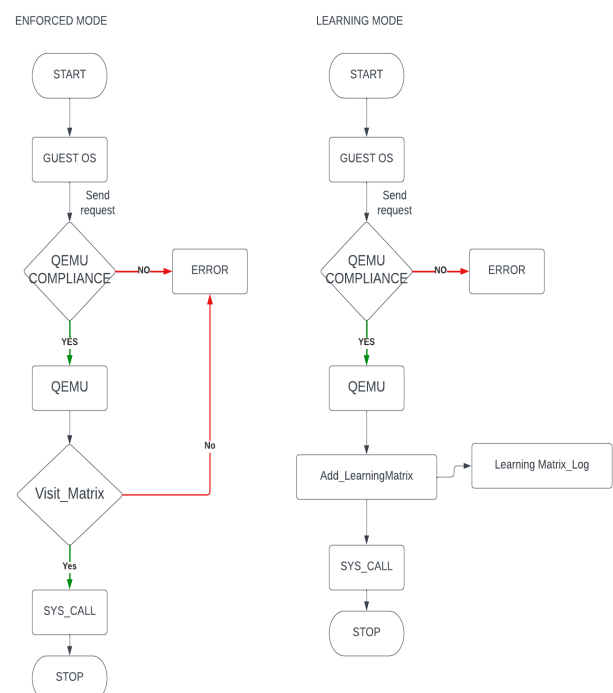 ENFORCED MODE
START
GUEST OS
Send
request
QEMU
COMPLIANCE
NO
ERROR
YES
QEMU
No
Visit_Matrix
Yes
SYS_CALL
STOP
LEARNING MODE
START
GUEST OS
Send
request
QEMU
COMPLIANCE
NO
ERROR
YES
QEMU
Add_LearningMatrix
Learning Matrix_Log
SYS_CALL
STOP